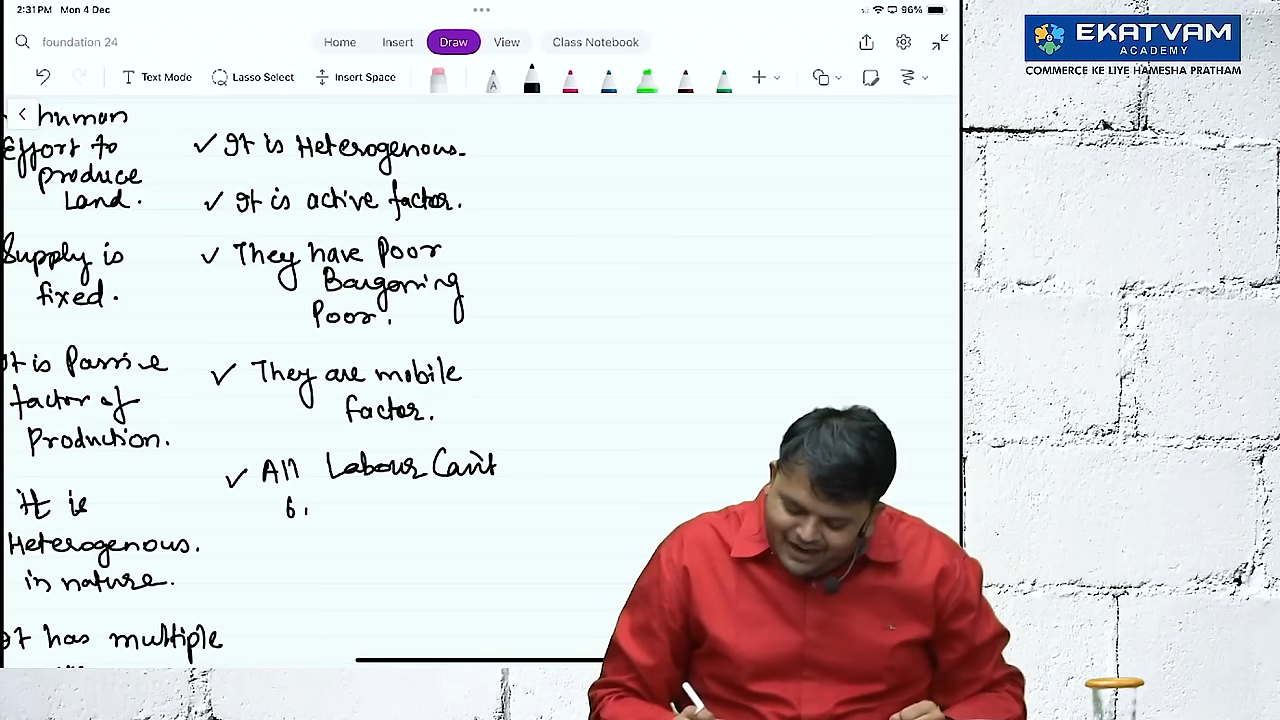 2:31 PM Mon 4 Dec
96%
foundation 24
Home Insert Draw View Class Notebook
Text Mode Lasso Select Insert Space
EKATVAM
ACADEMY
COMMERCE KE LIYE HAMESHA PRATHAM
human
Effort to
produce
Land.
Supply is
fixed.
It is Passive
factor of
Production.
it is
Heterogenous.
in nature.
It has multiple
✓ It is Heterogenous.
✓ It is active factor.
✓ They have Poor
Bargaining
Poor.
✓ They are mobile
factor.
✓ All Labour Can't